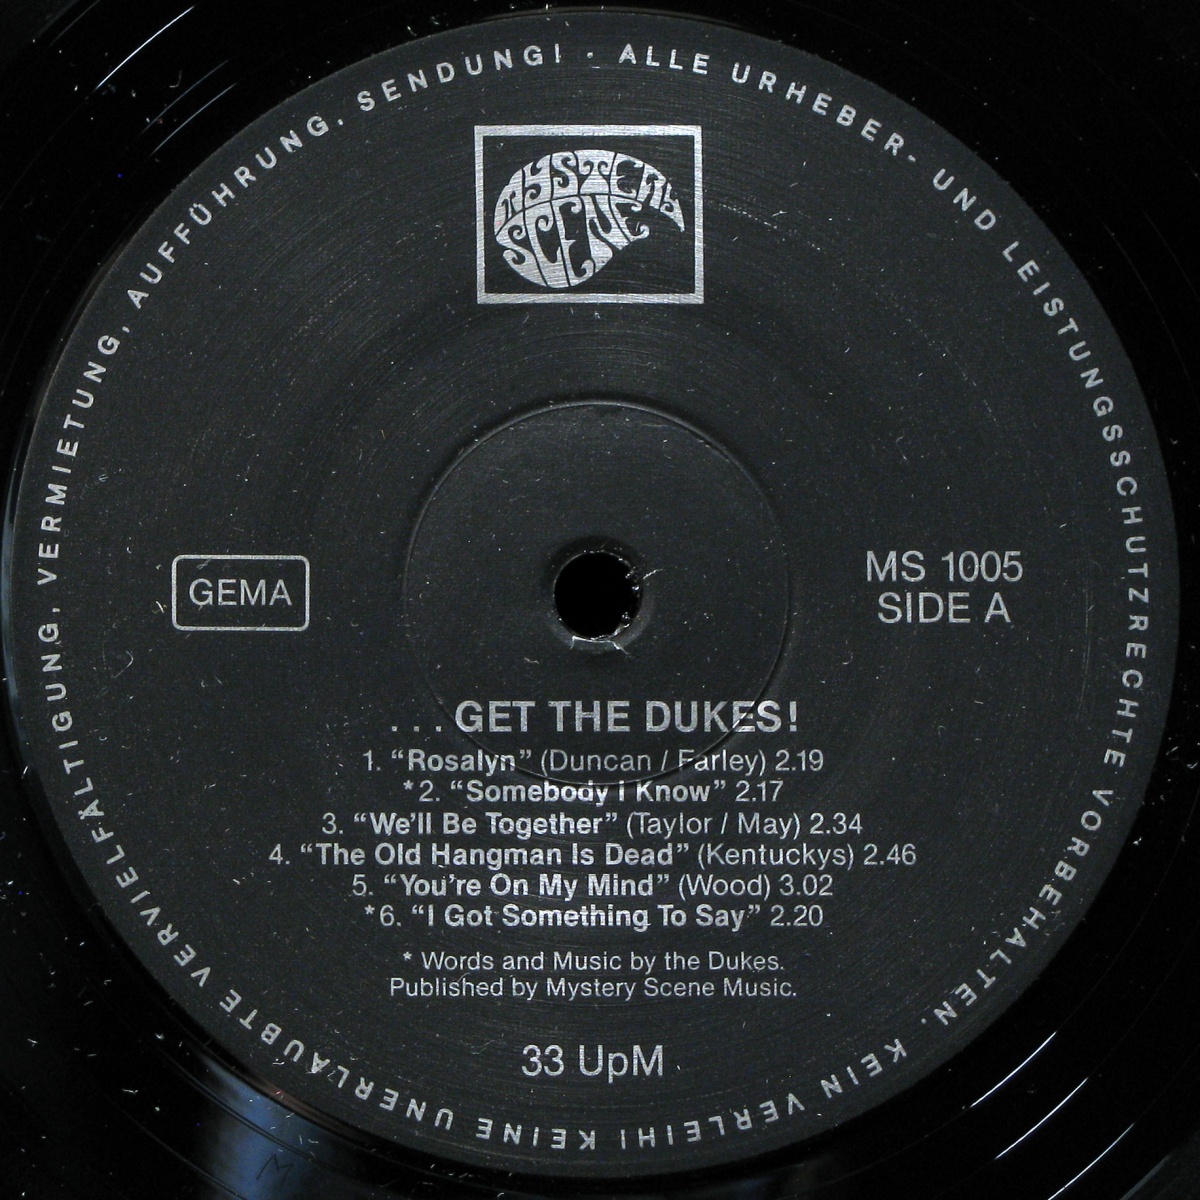 ALLE URHEBER- UND LEISTUNGSSCHUTZRECHTE VORBEHALTEN. KEIN VERLEIH! KEINE UNERLAUBTE VERVIELFÄLTIGUNG, VERMIETUNG, AUFFÜHRUNG, SENDUNG! ·
MYSTERY
SCENE
GEMA
MS 1005
SIDE A
...GET THE DUKES!
1. “Rosalyn” (Duncan / Farley) 2.19
*2. “Somebody I Know” 2.17
3. “We’ll Be Together” (Taylor / May) 2.34
4. “The Old Hangman Is Dead” (Kentuckys) 2.46
5. “You’re On My Mind” (Wood) 3.02
*6. “I Got Something To Say” 2.20
* Words and Music by the Dukes.
Published by Mystery Scene Music.
33 UpM